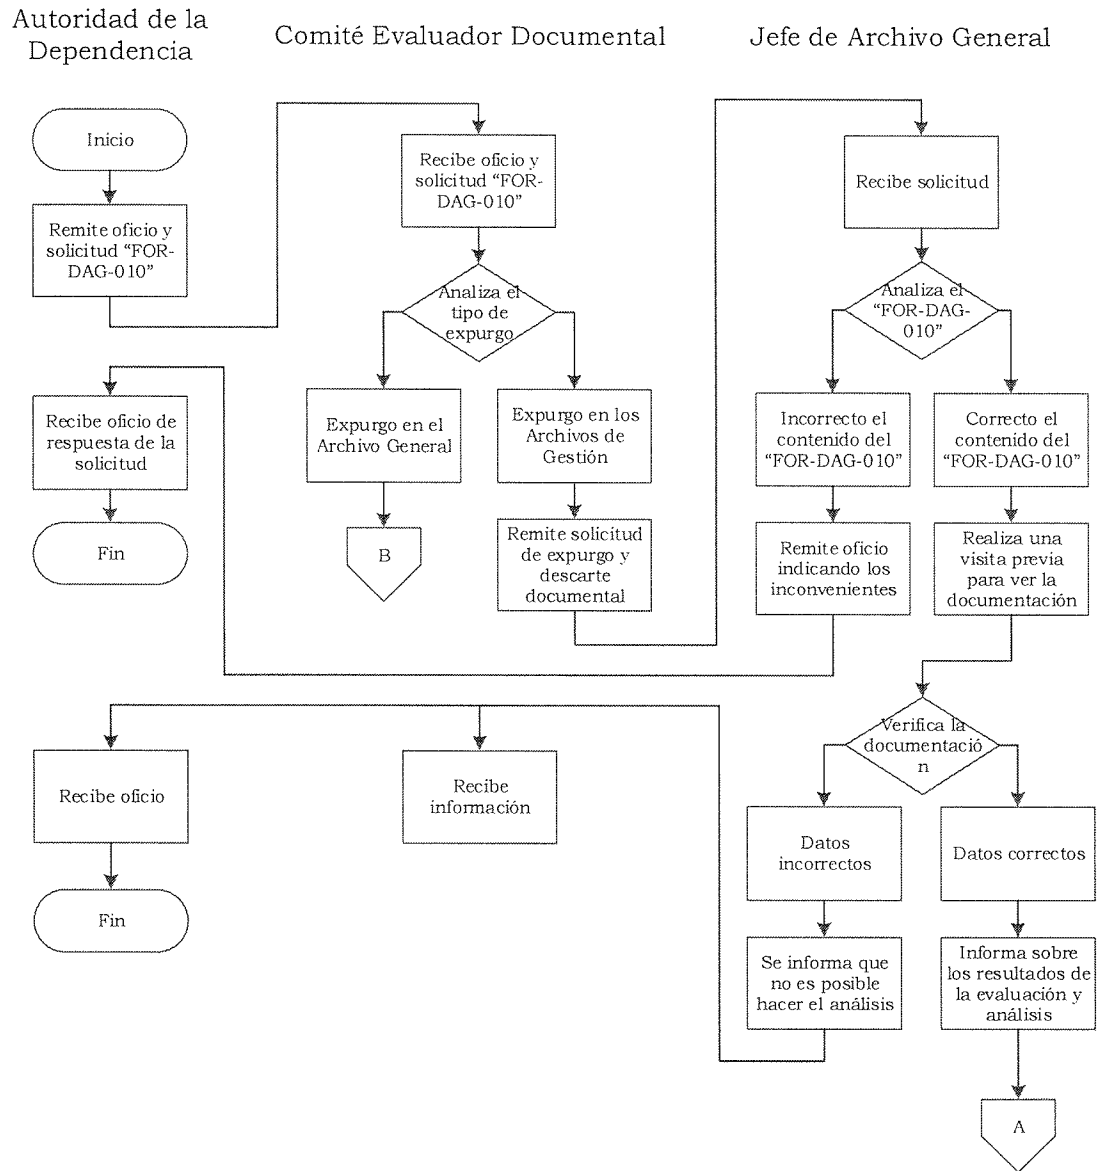 Autoridad de la
Dependencia
Comité Evaluador Documental
Jefe de Archivo General
Inicio
Remite oficio y
solicitud “FOR-
DAG-010”
Recibe oficio y
solicitud “FOR-
DAG-010”
Recibe solicitud
Analiza el
tipo de
expurgo
Analiza el
“FOR-DAG-
010”
Recibe oficio de
respuesta de la
solicitud
Fin
Expurgo en el
Archivo General
B
Expurgo en los
Archivos de
Gestión
Remite solicitud
de expurgo y
descarte
documental
Incorrecto el
contenido del
“FOR-DAG-010”
Remite oficio
indicando los
inconvenientes
Correcto el
contenido del
“FOR-DAG-010”
Realiza una
visita previa
para ver la
documentación
Verifica la
documentació
n
Recibe oficio
Fin
Recibe
información
Datos
incorrectos
Datos correctos
Se informa que
no es posible
hacer el análisis
Informa sobre
los resultados de
la evaluación y
análisis
A